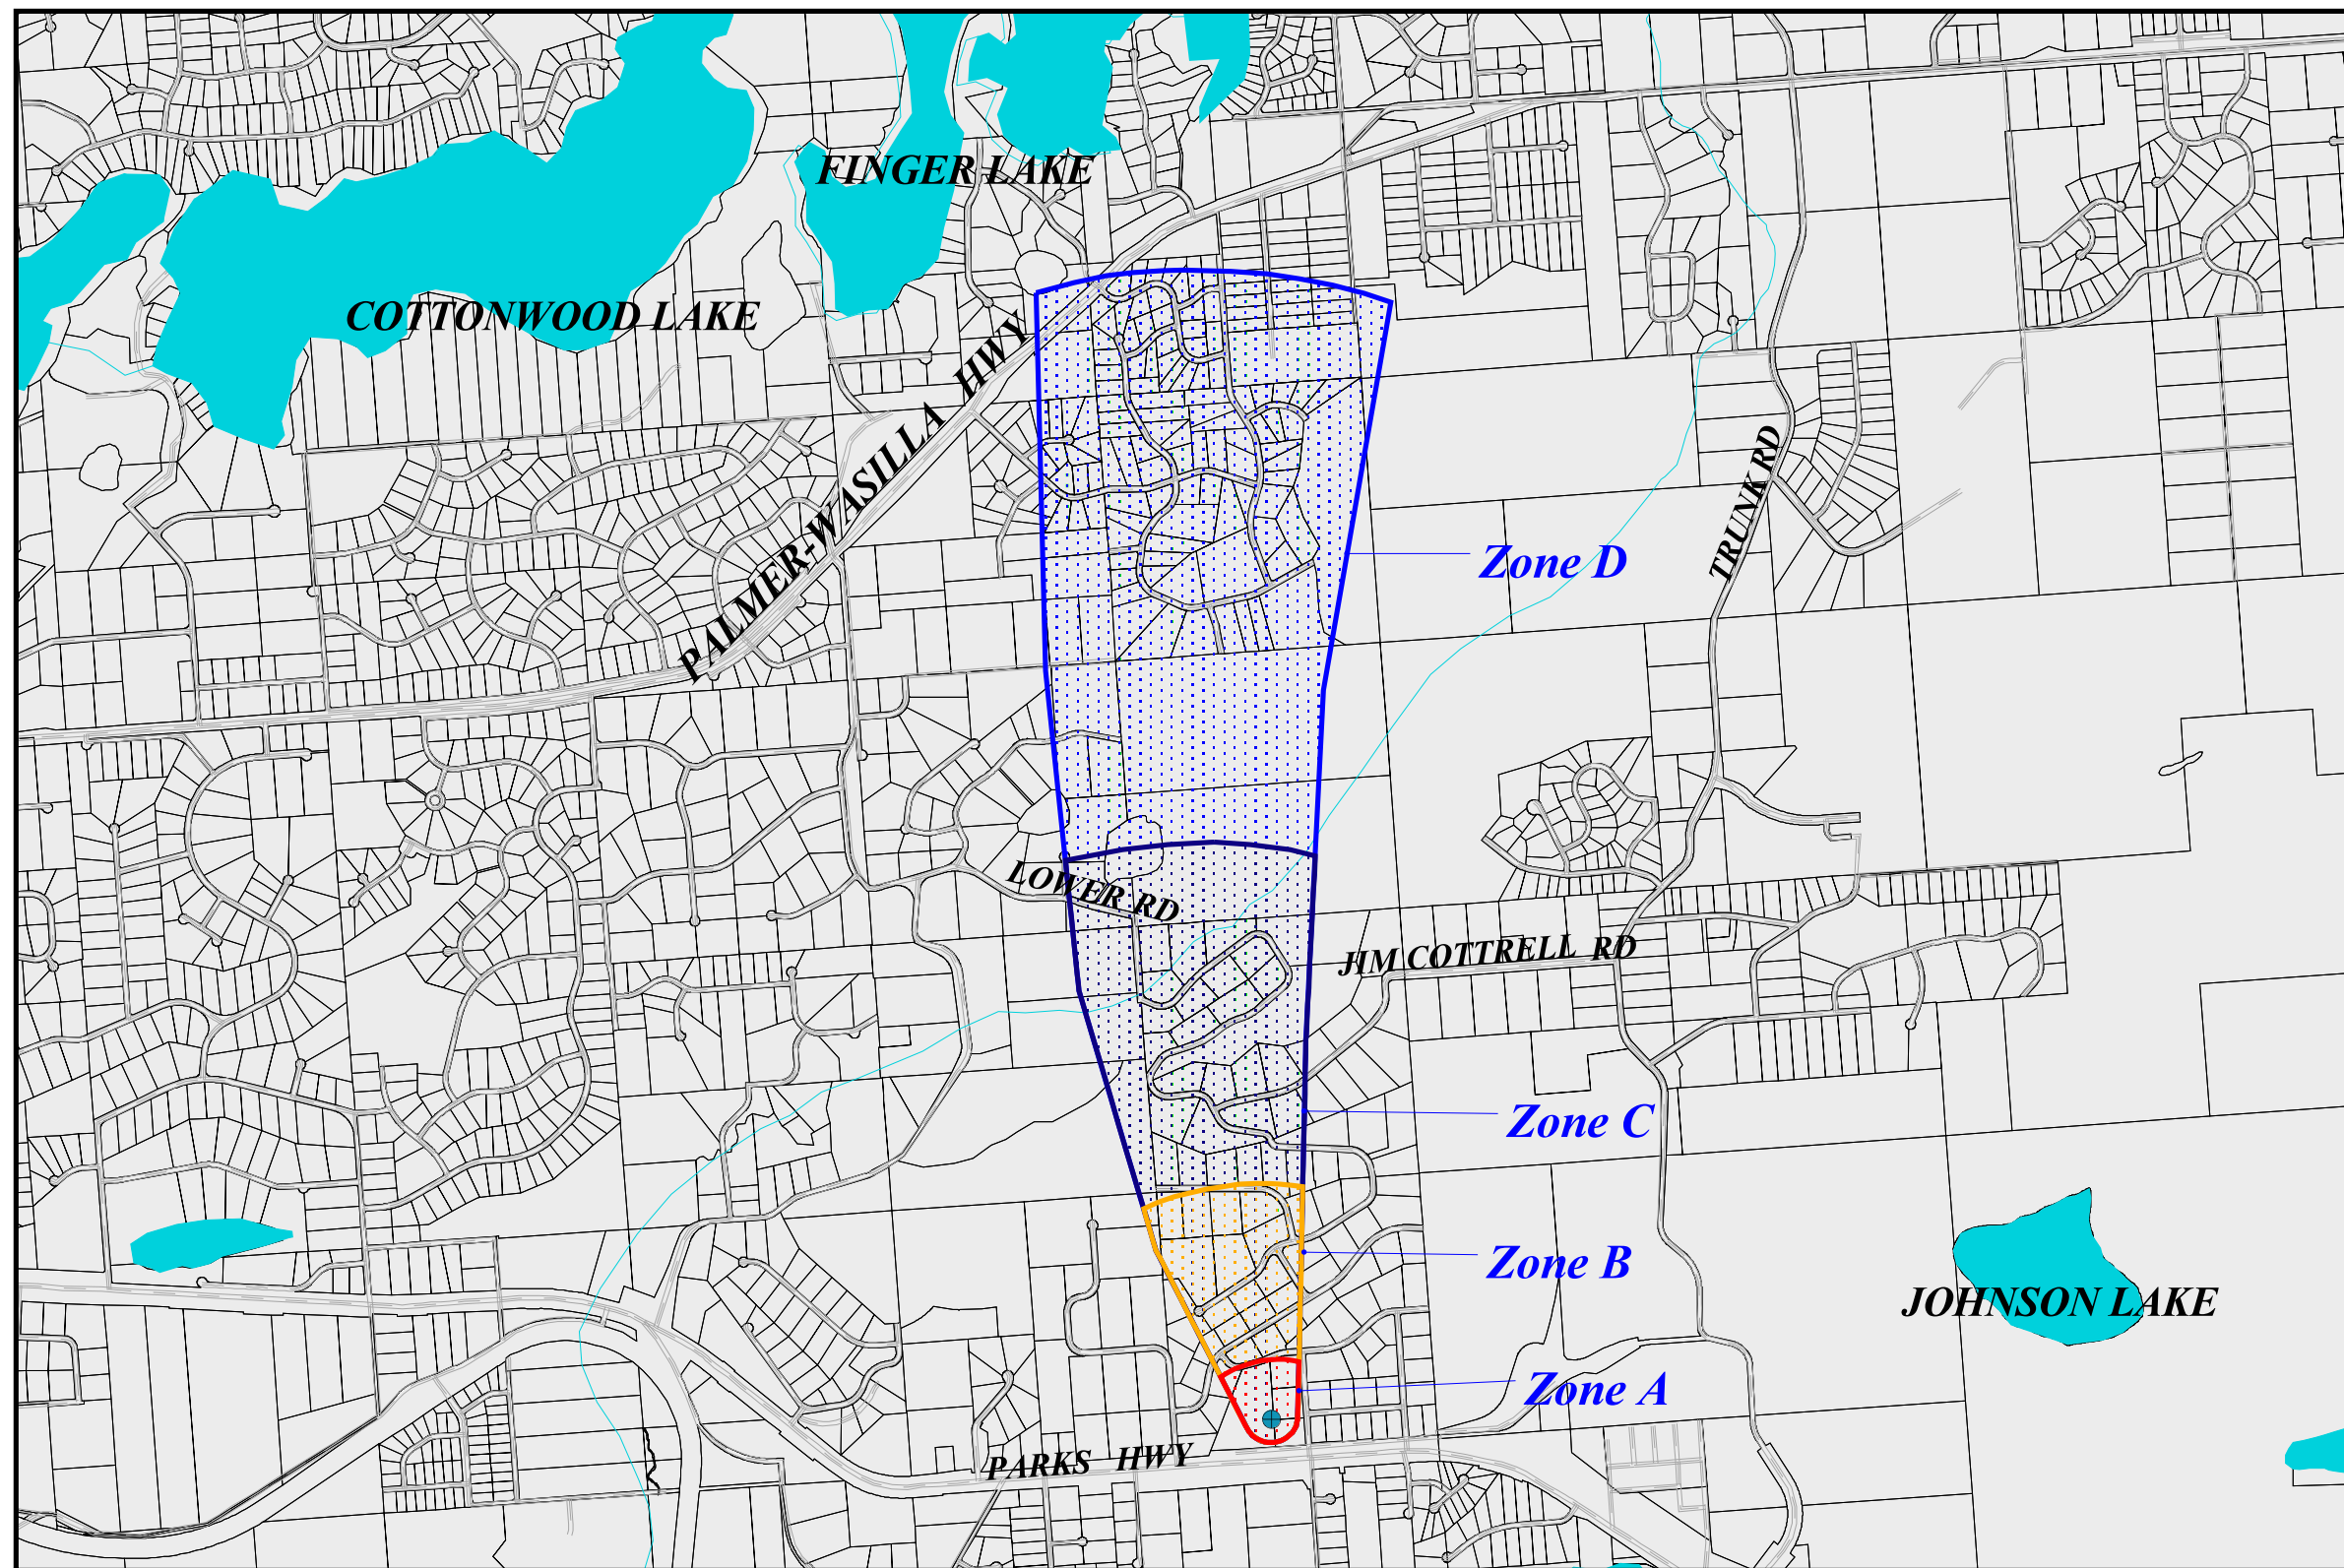 FINGER LAKE
COTTONWOOD LAKE
PALMER-WASILLA HWY
TRUNK RD
Zone D
LOWER RD
JIM COTTRELL RD
Zone C
Zone B
JOHNSON LAKE
Zone A
PARKS HWY